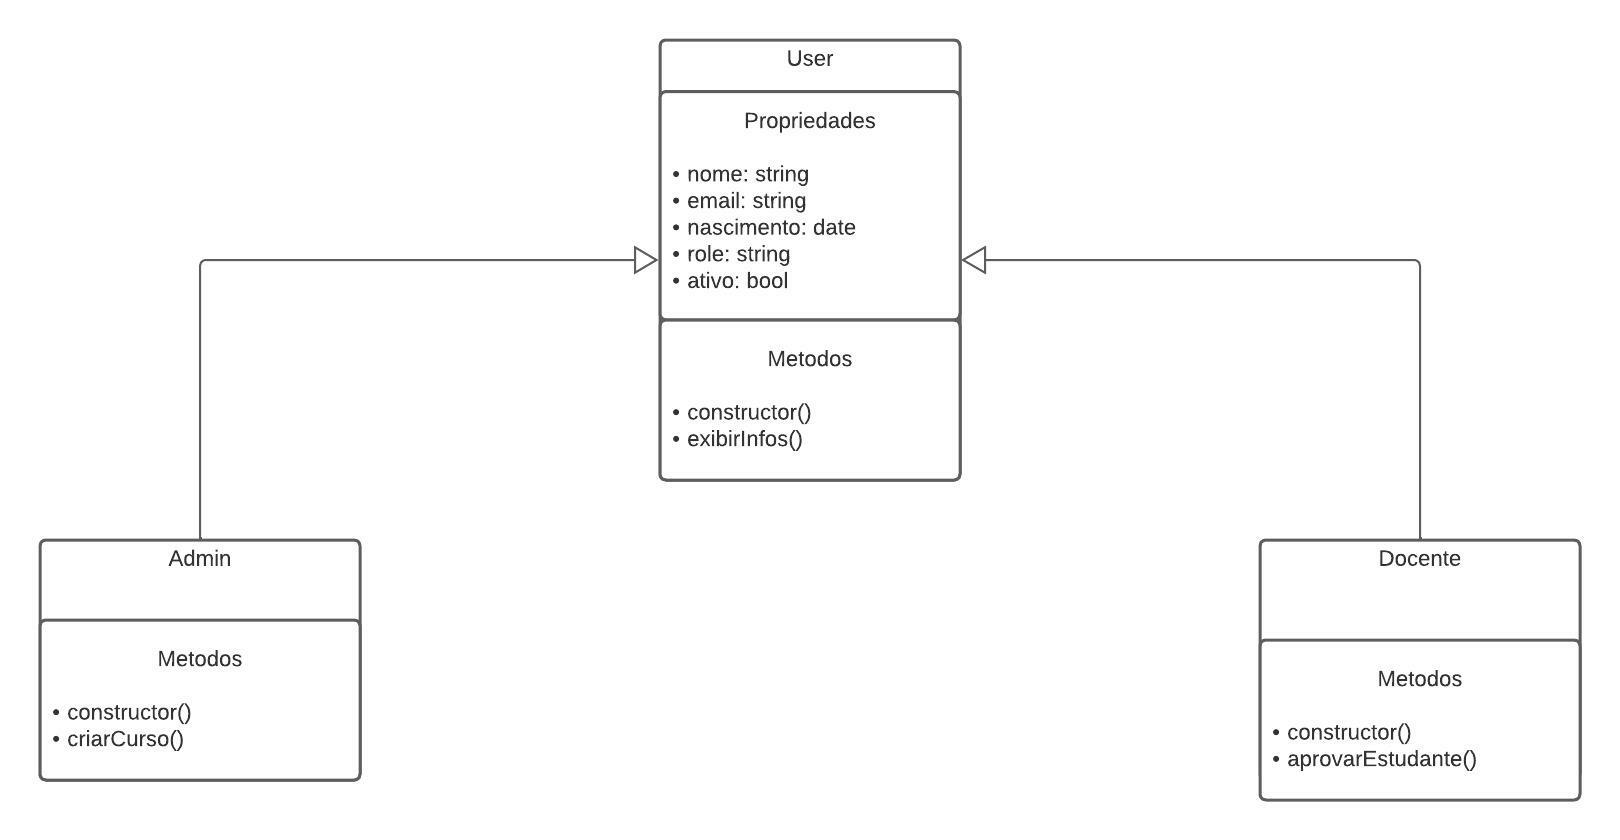 User
Propriedades
• nome: string
• email: string
• nascimento: date
• role: string
• ativo: bool
Metodos
• constructor()
• exibirInfos()
Admin
Metodos
• constructor()
• criarCurso()
Docente
Metodos
• constructor()
• aprovarEstudante()